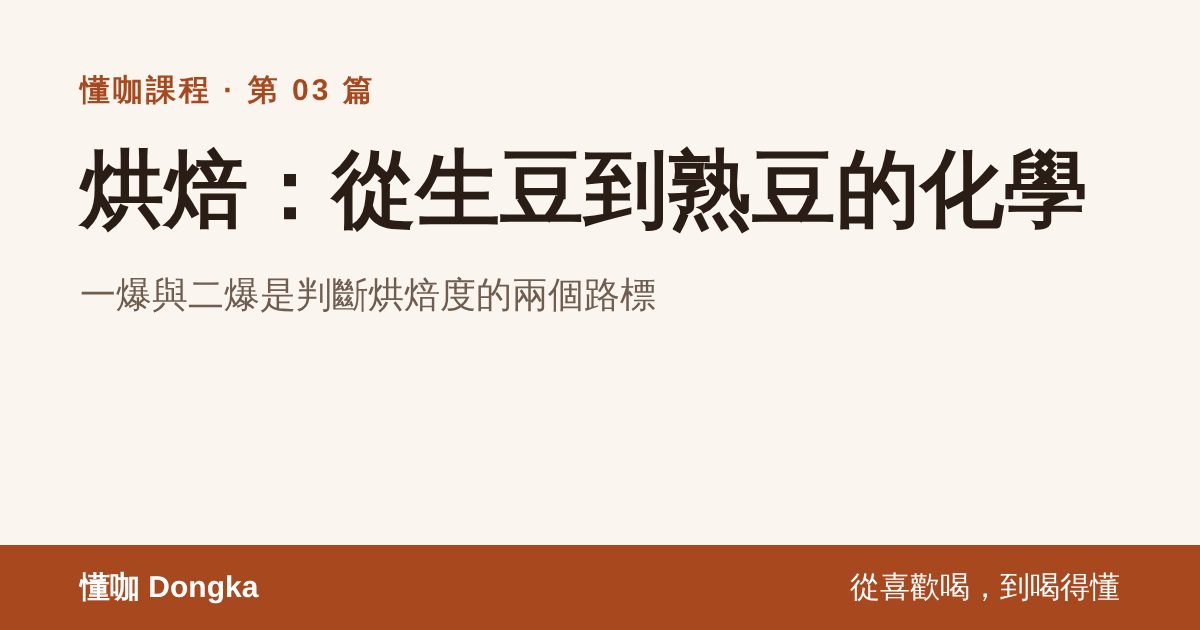 懂咖課程 · 第 03 篇
烘焙：從生豆到熟豆的化學
一爆與二爆是判斷烘焙度的兩個路標
懂咖 Dongka
從喜歡喝，到喝得懂